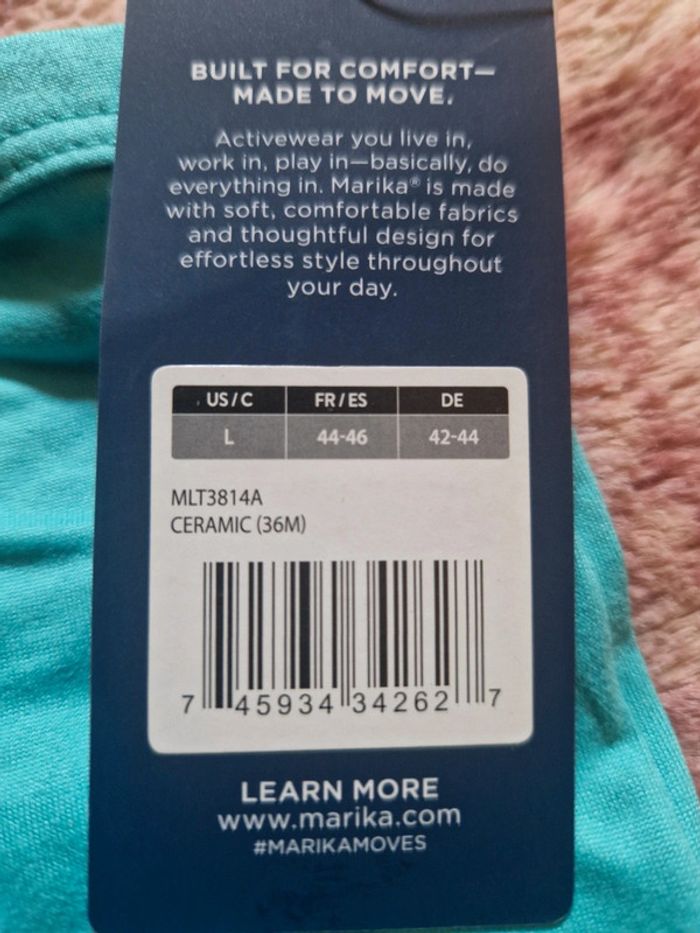 BUILT FOR COMFORT—
MADE TO MOVE.
Activewear you live in,
work in, play in—basically, do
everything in. Marika® is made
with soft, comfortable fabrics
and thoughtful design for
effortless style throughout
your day.
US/C FR/ES DE
L 44-46 42-44
MLT3814A
CERAMIC (36M)
7 45934 34262 7
LEARN MORE
www.marika.com
#MARIKAMOVES